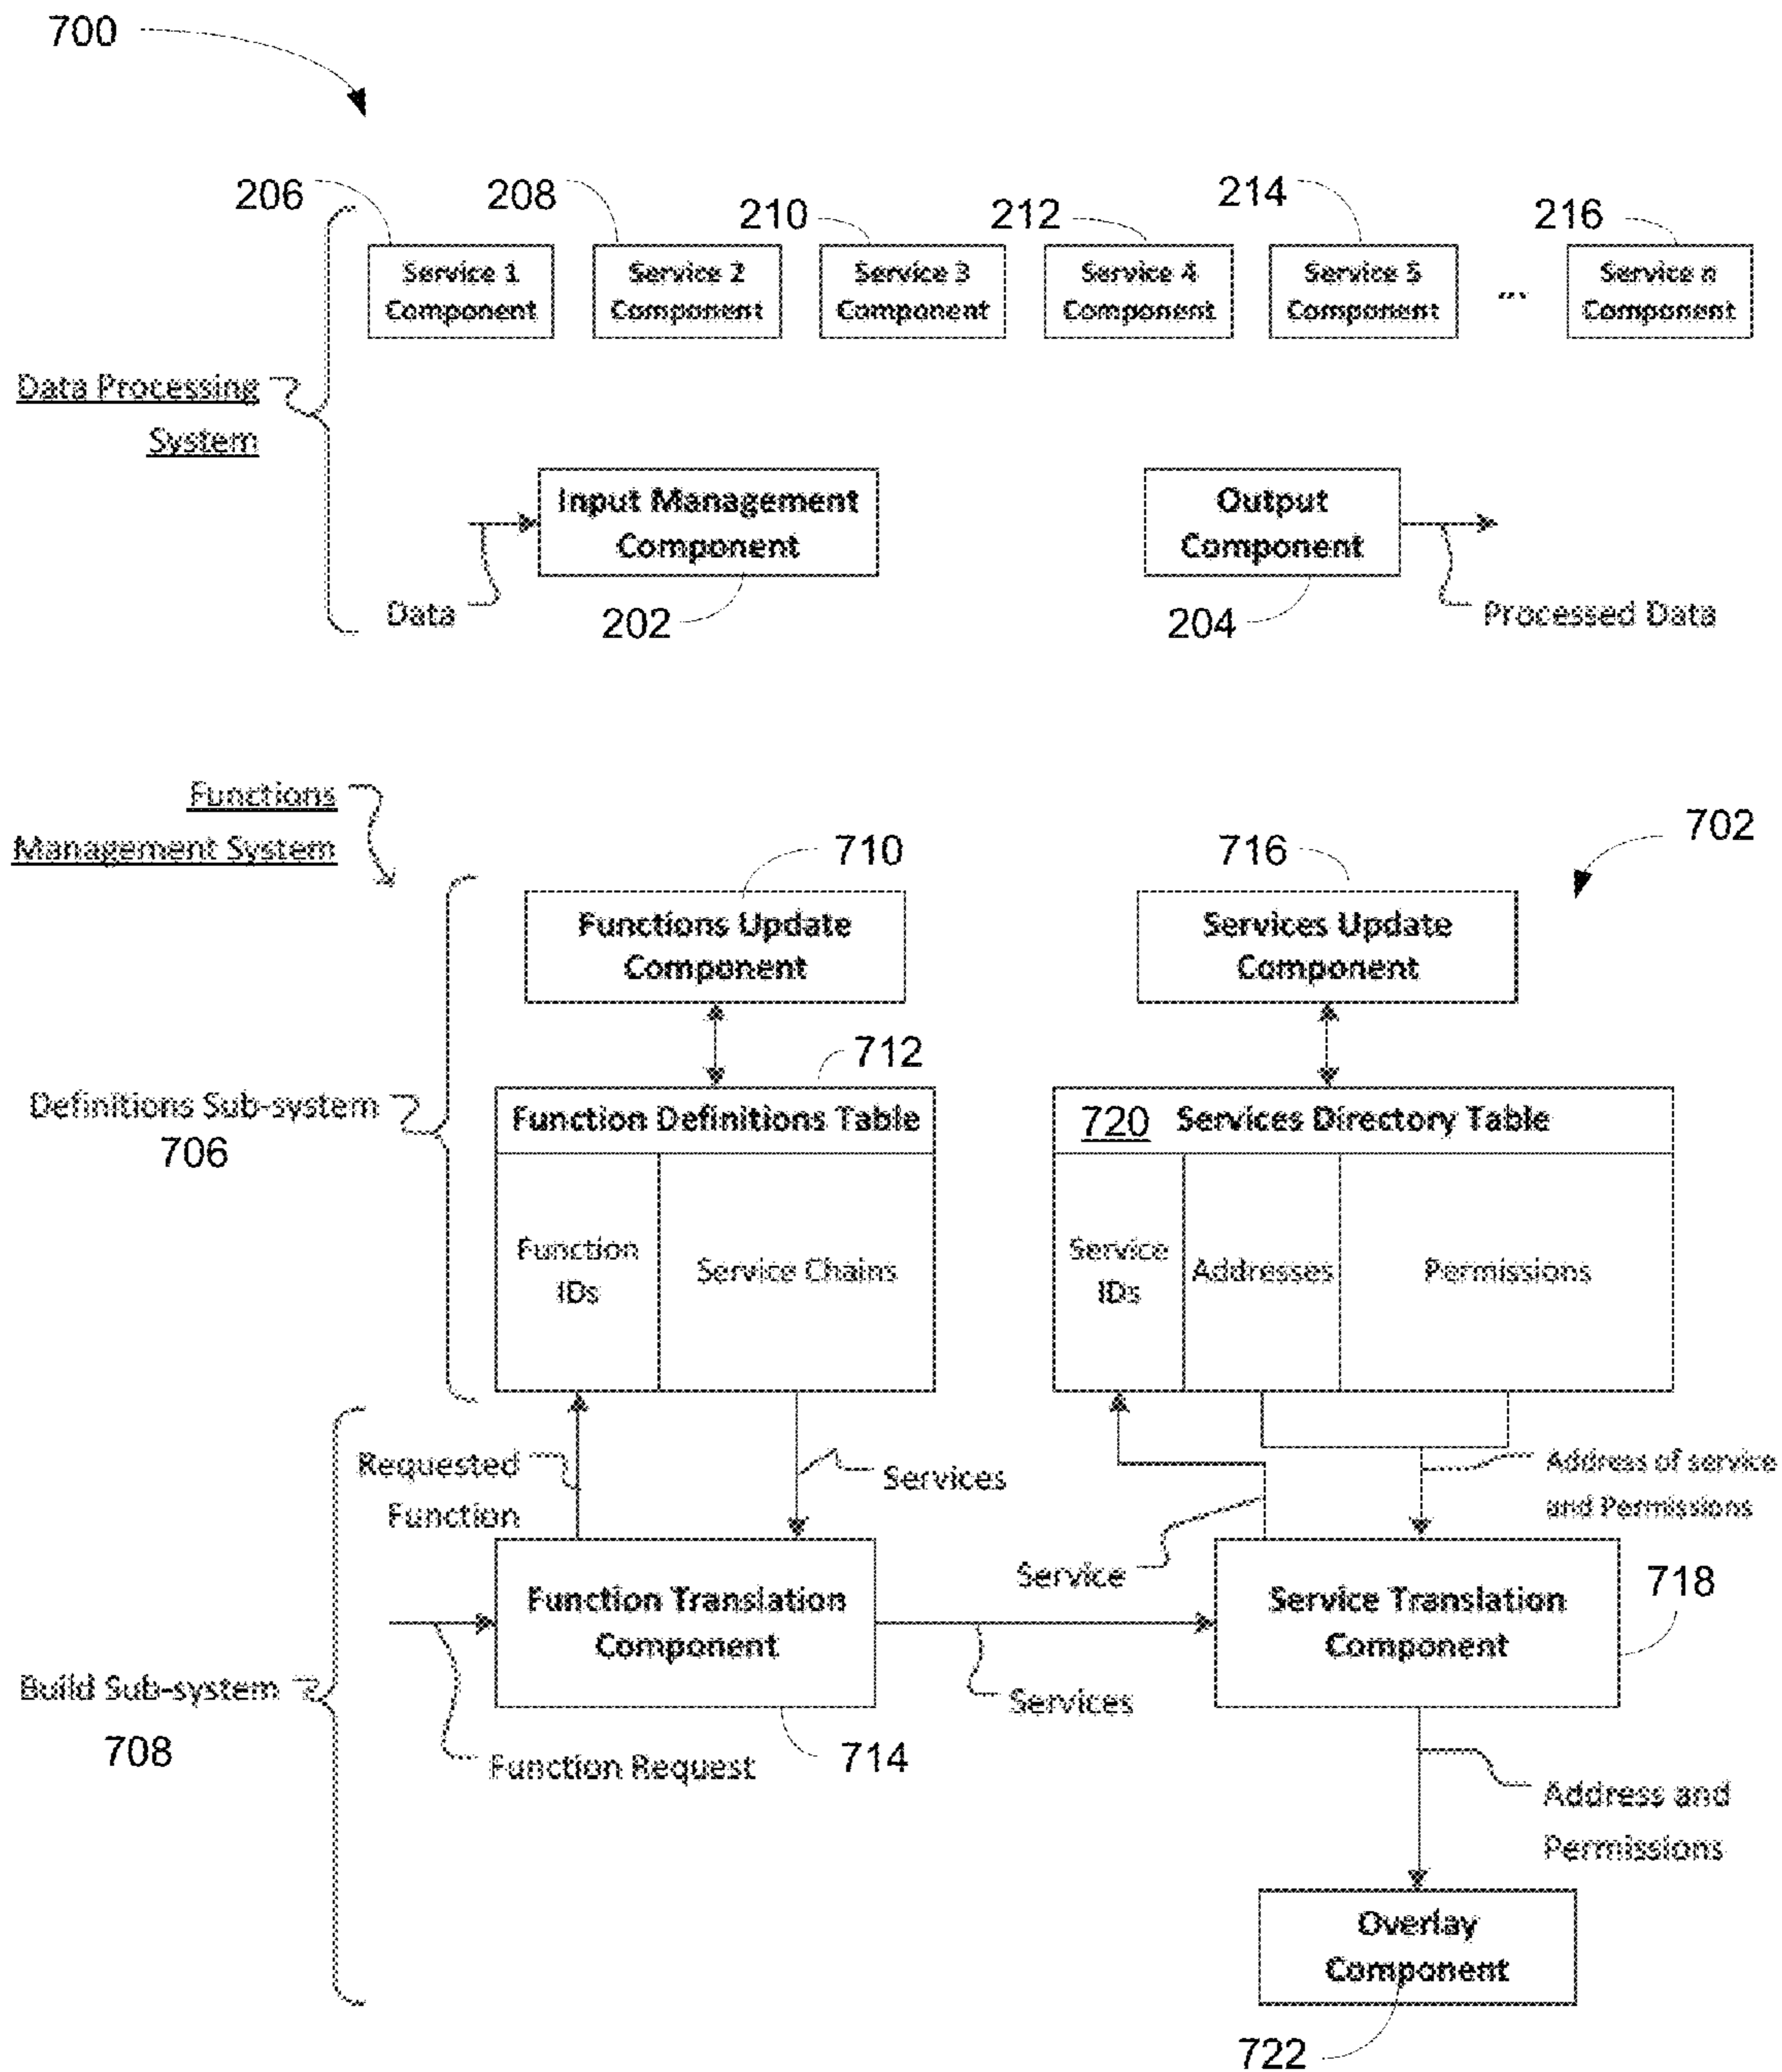 700
206
208
210
212
214
216
Service 1
Component
Service 2
Component
Service 3
Component
Service 4
Component
Service 5
Component
...
Service n
Component
Data Processing
System
Input Management
Component
Output
Component
Data
202
204
Processed Data
Functions
Management System
702
710
716
Functions Update
Component
Services Update
Component
712
Definitions Sub-system
706
Function Definitions Table
720 Services Directory Table
Function
IDs
Service Chains
Service
IDs
Addresses
Permissions
Requested
Function
Services
Address of service
and Permissions
Service
Function Translation
Component
Service Translation
Component
718
Build Sub-system
708
Services
Function Request
714
Address and
Permissions
Overlay
Component
722